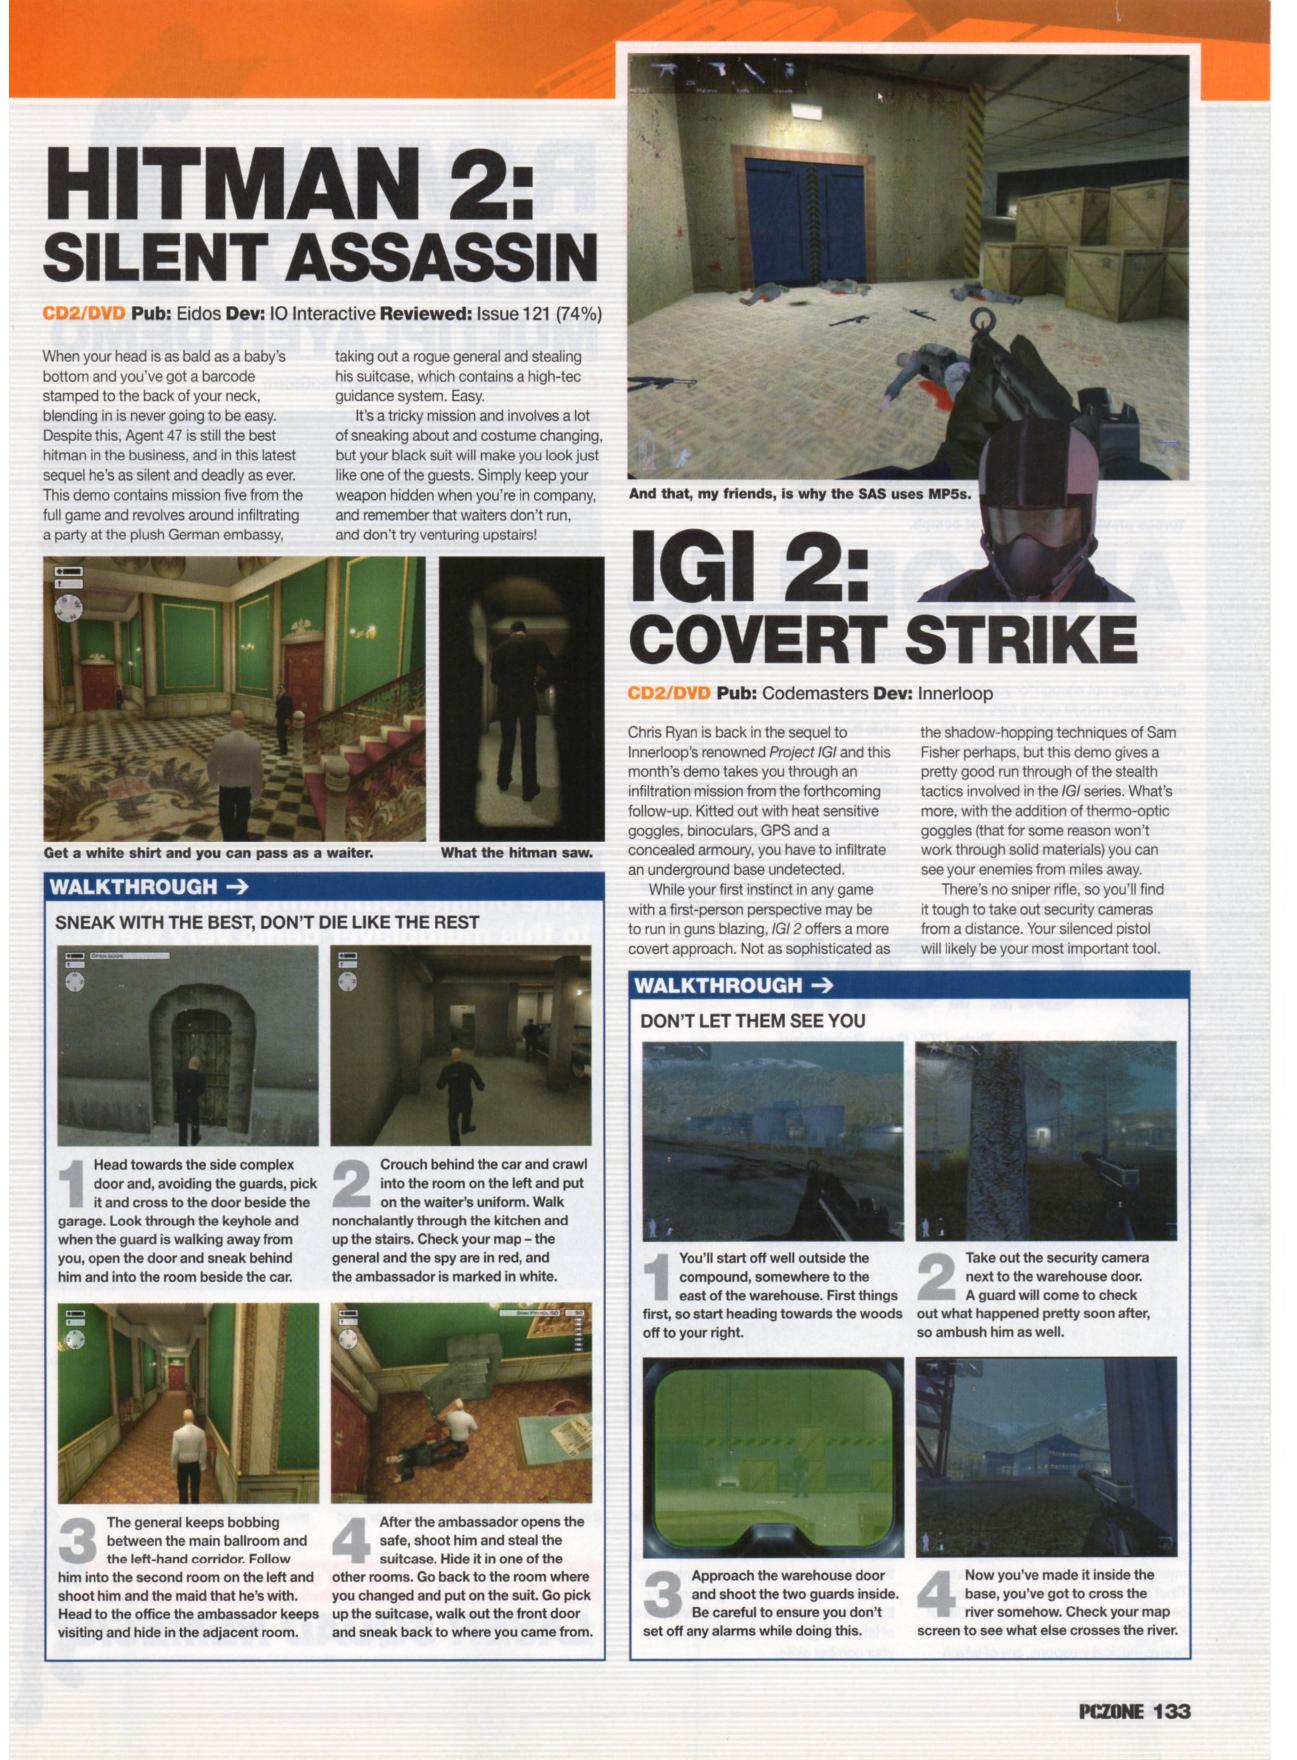 HITMAN 2:
SILENT ASSASSIN
CD2/DVD Pub: Eidos Dev: IO Interactive Reviewed: Issue 121 (74%)
When your head is as bald as a baby's
bottom and you've got a barcode
stamped to the back of your neck,
blending in is never going to be easy.
Despite this, Agent 47 is still the best
hitman in the business, and in this latest
sequel he's as silent and deadly as ever.
This demo contains mission five from the
full game and revolves around infiltrating
a party at the plush German embassy,
taking out a rogue general and stealing
his suitcase, which contains a high-tec
guidance system. Easy.
It's a tricky mission and involves a lot
of sneaking about and costume changing,
but your black suit will make you look just
like one of the guests. Simply keep your
weapon hidden when you're in company,
and remember that waiters don't run,
and don't try venturing upstairs!
Get a white shirt and you can pass as a waiter.
What the hitman saw.
WALKTHROUGH →
SNEAK WITH THE BEST, DON'T DIE LIKE THE REST
OPEN DOOR
1 Head towards the side complex
door and, avoiding the guards, pick
it and cross to the door beside the
garage. Look through the keyhole and
when the guard is walking away from
you, open the door and sneak behind
him and into the room beside the car.
2 Crouch behind the car and crawl
into the room on the left and put
on the waiter's uniform. Walk
nonchalantly through the kitchen and
up the stairs. Check your map – the
general and the spy are in red, and
the ambassador is marked in white.
3 The general keeps bobbing
between the main ballroom and
the left-hand corridor. Follow
him into the second room on the left and
shoot him and the maid that he's with.
Head to the office the ambassador keeps
visiting and hide in the adjacent room.
4 After the ambassador opens the
safe, shoot him and steal the
suitcase. Hide it in one of the
other rooms. Go back to the room where
you changed and put on the suit. Go pick
up the suitcase, walk out the front door
and sneak back to where you came from.
And that, my friends, is why the SAS uses MP5s.
IGI 2:
COVERT STRIKE
CD2/DVD Pub: Codemasters Dev: Innerloop
Chris Ryan is back in the sequel to
Innerloop's renowned Project IGI and this
month's demo takes you through an
infiltration mission from the forthcoming
follow-up. Kitted out with heat sensitive
goggles, binoculars, GPS and a
concealed armoury, you have to infiltrate
an underground base undetected.
While your first instinct in any game
with a first-person perspective may be
to run in guns blazing, IGI 2 offers a more
covert approach. Not as sophisticated as
the shadow-hopping techniques of Sam
Fisher perhaps, but this demo gives a
pretty good run through of the stealth
tactics involved in the IGI series. What's
more, with the addition of thermo-optic
goggles (that for some reason won't
work through solid materials) you can
see your enemies from miles away.
There's no sniper rifle, so you'll find
it tough to take out security cameras
from a distance. Your silenced pistol
will likely be your most important tool.
WALKTHROUGH →
DON'T LET THEM SEE YOU
1 You'll start off well outside the
compound, somewhere to the
east of the warehouse. First things
first, so start heading towards the woods
off to your right.
2 Take out the security camera
next to the warehouse door.
A guard will come to check
out what happened pretty soon after,
so ambush him as well.
3 Approach the warehouse door
and shoot the two guards inside.
Be careful to ensure you don't
set off any alarms while doing this.
4 Now you've made it inside the
base, you've got to cross the
river somehow. Check your map
screen to see what else crosses the river.
PCZONE 133